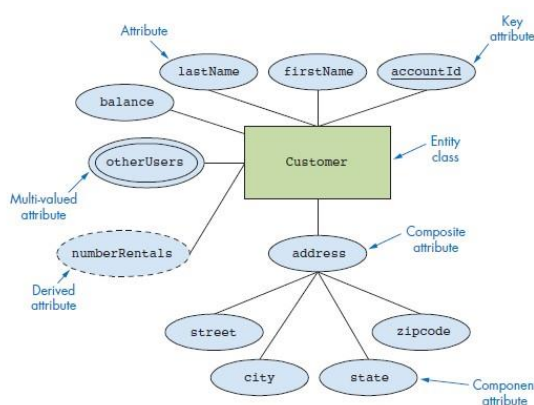 Attribute
Key
attribute
lastName
firstName
accountId
balance
otherUsers
Customer
Entity
class
Multi-valued
attribute
numberRentals
address
Composite
attribute
Derived
attribute
street
zipcode
city
state
Component
attribute